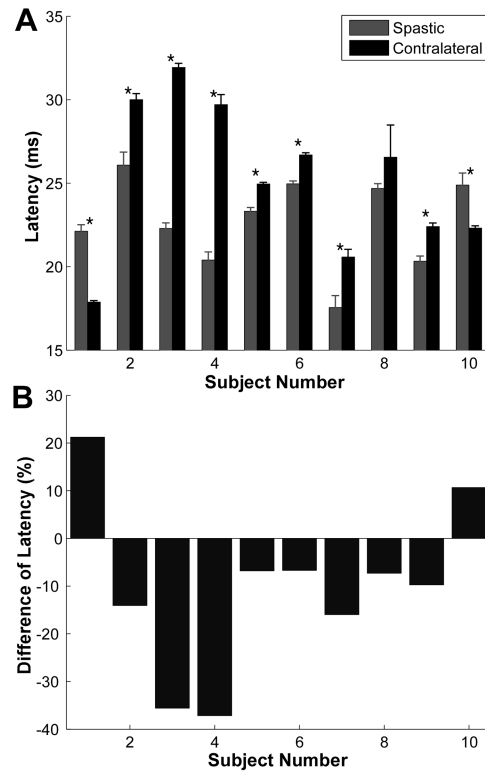 A
Spastic
Contralateral
35
30
25
20
15
Latency (ms)
* * * * * * * * *
2 4 6 8 10
Subject Number
B
30
20
10
0
-10
-20
-30
-40
Difference of Latency (%)
2 4 6 8 10
Subject Number